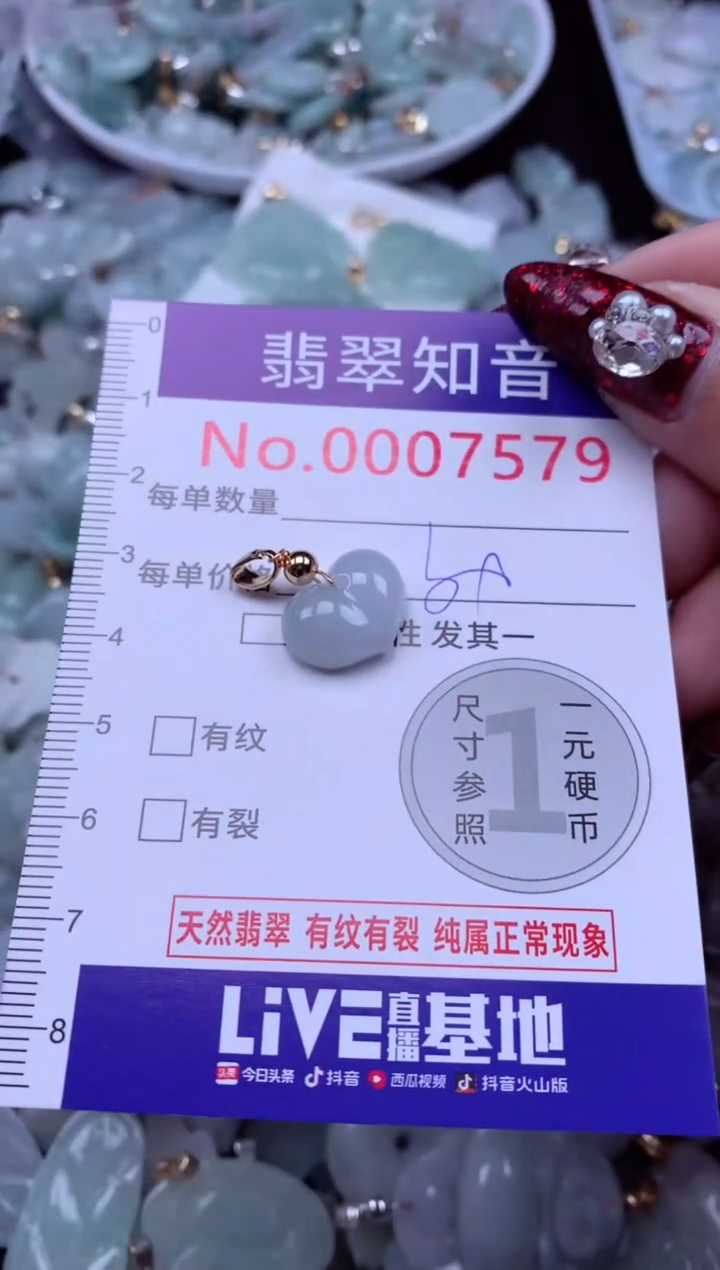 0
翡翠知音
1
No.0007579
2
每单数量
3
每单价
4
性 发其一
5
有纹
尺寸参照
1
一元硬币
6
有裂
7
天然翡翠 有纹有裂 纯属正常现象
8
LiVE直播基地
头条 今日头条 抖音 西瓜视频 抖音火山版